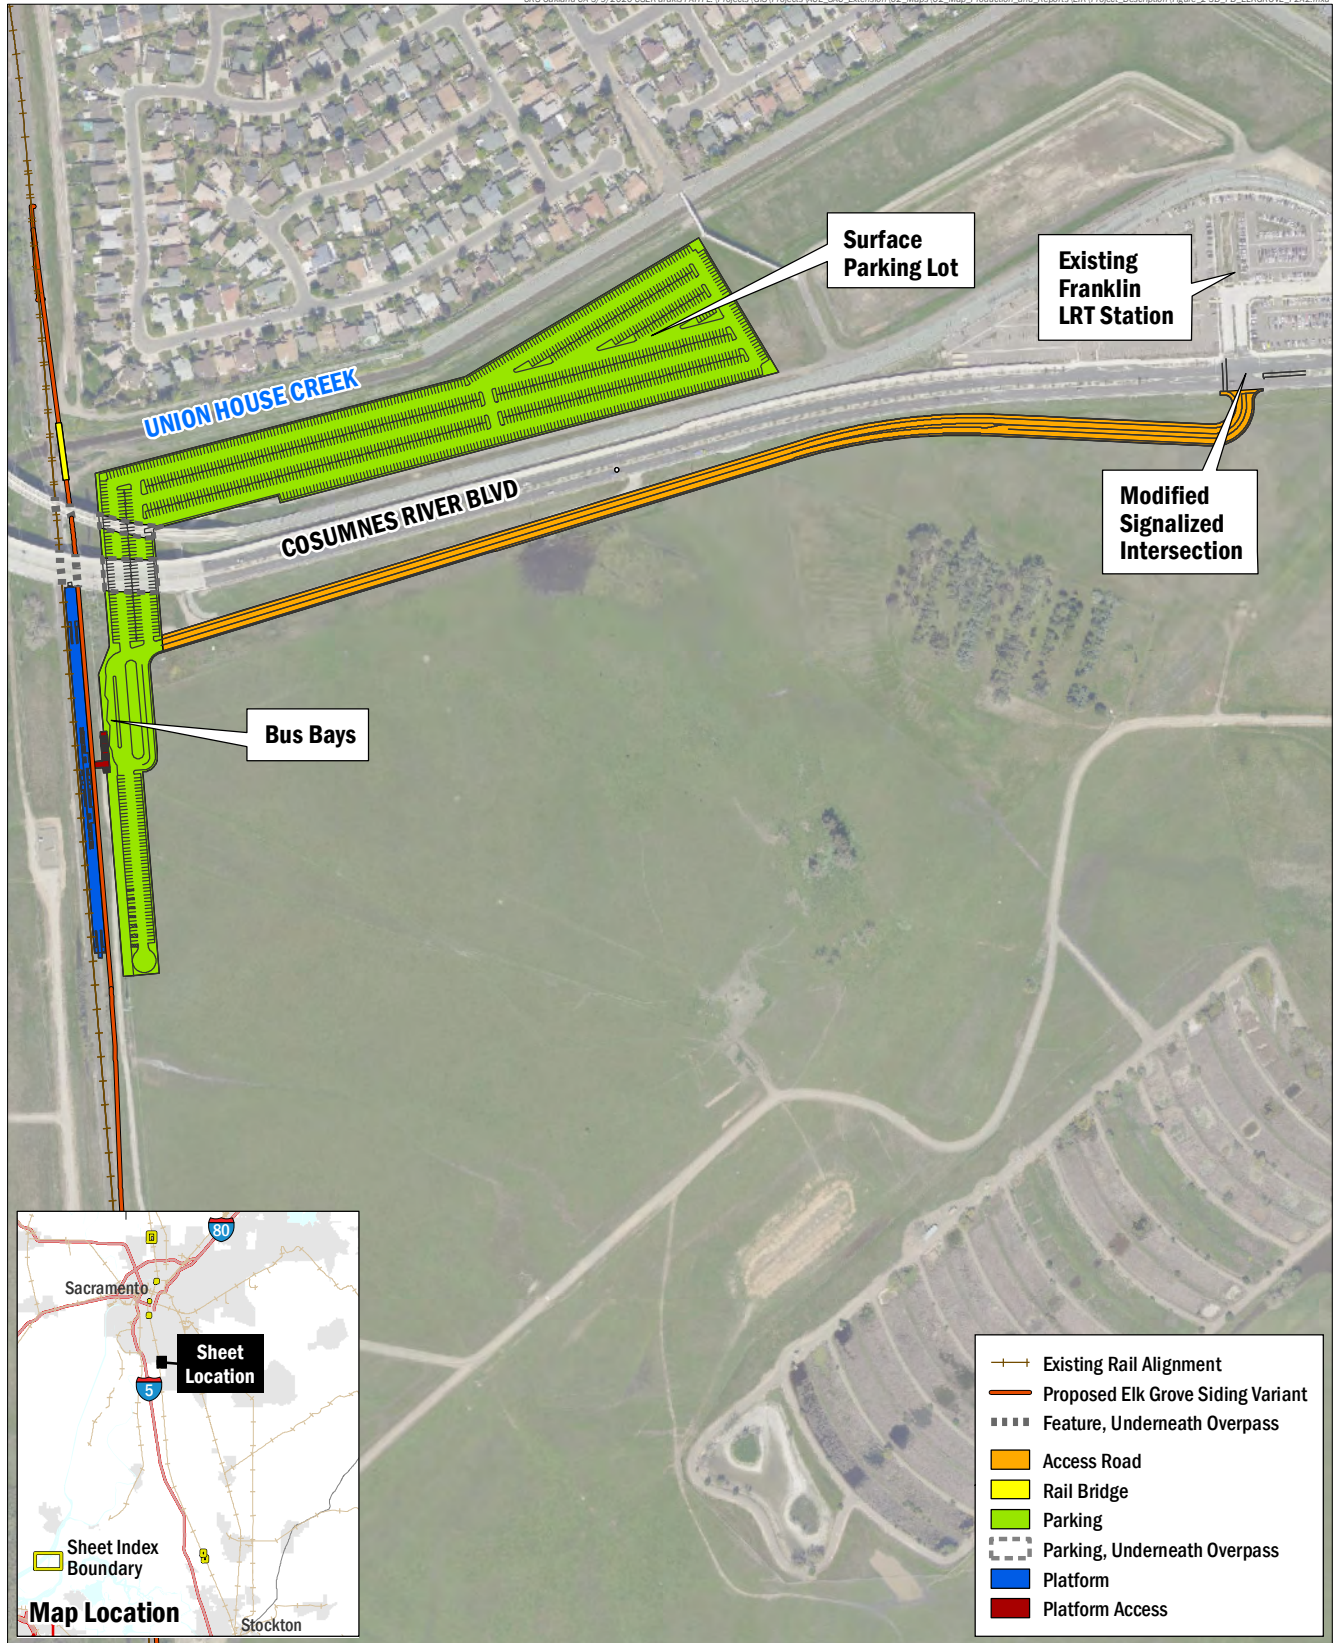 Surface
Parking Lot
Existing
Franklin
LRT Station
UNION HOUSE CREEK
COSUMNES RIVER BLVD
Modified
Signalized
Intersection
Bus Bays
80
Sacramento
Sheet
Location
5
Sheet Index
Boundary
Map Location
Stockton
Existing Rail Alignment
Proposed Elk Grove Siding Variant
Feature, Underneath Overpass
Access Road
Rail Bridge
Parking
Parking, Underneath Overpass
Platform
Platform Access